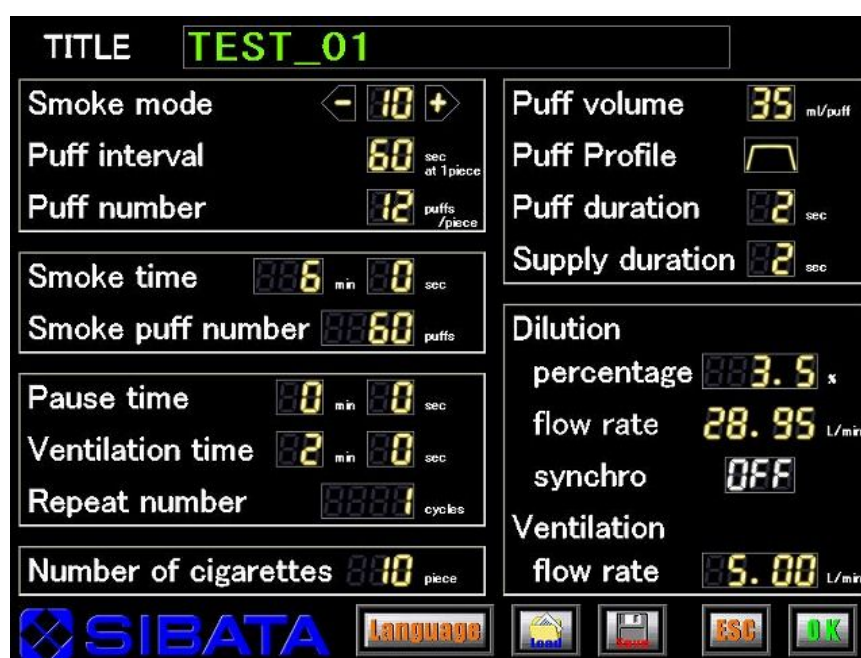 TITLE TEST_01
Smoke mode - 10 +
Puff interval 60 sec at 1piece
Puff number 12 puffs /piece
Smoke time 6 min 0 sec
Smoke puff number 60 puffs
Pause time 0 min 0 sec
Ventilation time 2 min 0 sec
Repeat number 1 cycles
Number of cigarettes 10 piece
Puff volume 35 ml/puff
Puff Profile
Puff duration 2 sec
Supply duration 2 sec
Dilution
percentage 3.5 %
flow rate 28.95 L/min
synchro OFF
Ventilation
flow rate 5.00 L/min
SIBATA Language Load Save ESC OK